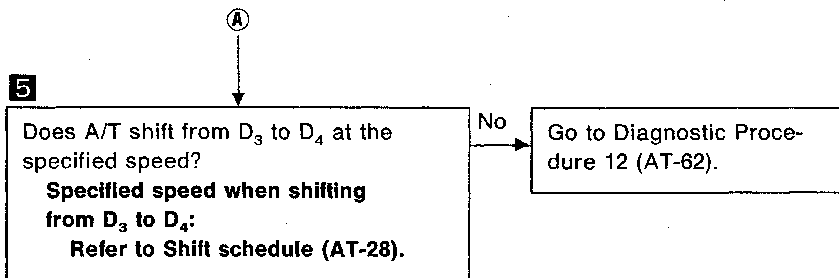 A
5
Does A/T shift from D₃ to D₄ at the
specified speed?
Specified speed when shifting
from D₃ to D₄:
Refer to Shift schedule (AT-28).
No
Go to Diagnostic Proce-
dure 12 (AT-62).